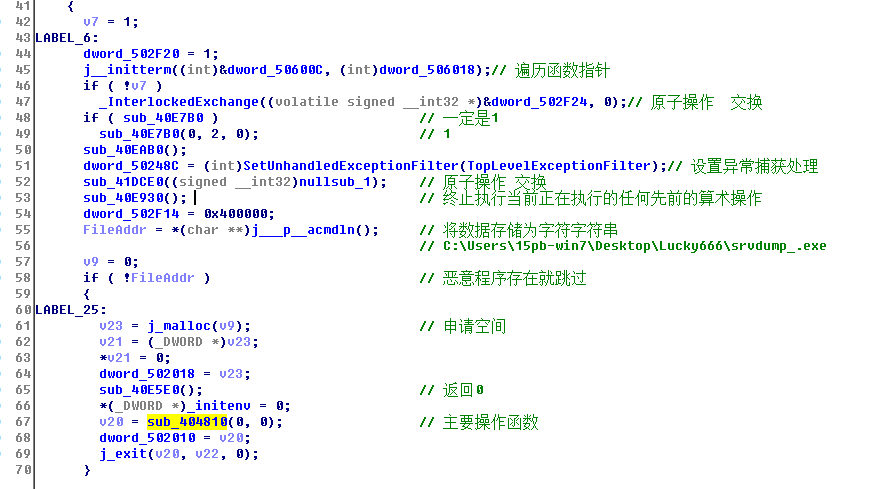 41 {
42 v7 = 1;
43 LABEL_6:
44 dword_502F20 = 1;
45 j__initterm((int)&dword_50600C, (int)dword_506018);// 遍历函数指针
46 if ( !v7 )
47 _InterlockedExchange((volatile signed __int32 *)&dword_502F24, 0);// 原子操作 交换
48 if ( sub_40E7B0 ) // 一定是1
49 sub_40E7B0(0, 2, 0); // 1
50 sub_40EAB0();
51 dword_50248C = (int)SetUnhandledExceptionFilter(TopLevelExceptionFilter);// 设置异常捕获处理
52 sub_41DCE0((signed __int32)nullsub_1); // 原子操作 交换
53 sub_40E930(); // 终止执行当前正在执行的任何先前的算术操作
54 dword_502F14 = 0x400000;
55 FileAddr = *(char **)j___p__acmdln(); // 将数据存储为字符字符串
56 // C:\Users\15pb-win7\Desktop\Lucky666\srvdump_.exe
57 v9 = 0;
58 if ( !FileAddr ) // 恶意程序存在就跳过
59 {
60 LABEL_25:
61 v23 = j_malloc(v9); // 申请空间
62 v21 = (_DWORD *)v23;
63 *v21 = 0;
64 dword_502018 = v23;
65 sub_40E5E0(); // 返回0
66 *(_DWORD *)_initenv = 0;
67 v20 = sub_404810(0, 0); // 主要操作函数
68 dword_502010 = v20;
69 j_exit(v20, v22, 0);
70 }